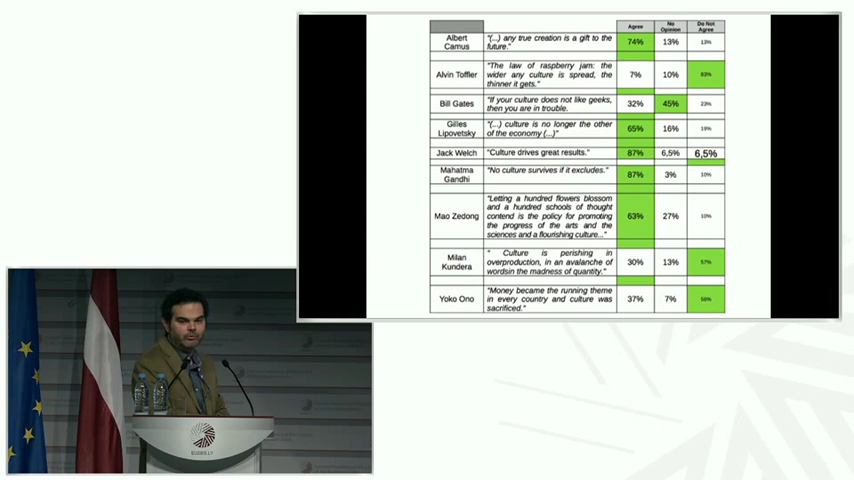 Agree
No
Opinion
Do Not
Agree
Albert
Camus
"(...) any true creation is a gift to the
future."
74%
13%
13%
Alvin Toffler
"The law of raspberry jam: the
wider any culture is spread, the
thinner it gets."
7%
10%
83%
Bill Gates
"If your culture does not like geeks,
then you are in trouble.
32%
45%
23%
Gilles
Lipovetsky
"(...) culture is no longer the other
of the economy (...)"
65%
16%
19%
Jack Welch
"Culture drives great results."
87%
6,5%
6,5%
Mahatma
Gandhi
"No culture survives if it excludes."
87%
3%
10%
Mao Zedong
"Letting a hundred flowers blossom
and a hundred schools of thought
contend is the policy for promoting
the progress of the arts and the
sciences and a flourishing culture..."
63%
27%
10%
Milan
Kundera
" Culture is perishing in
overproduction, in an avalanche of
wordsin the madness of quantity."
30%
13%
57%
Yoko Ono
"Money became the running theme
in every country and culture was
sacrificed."
37%
7%
56%
EU2015.LV